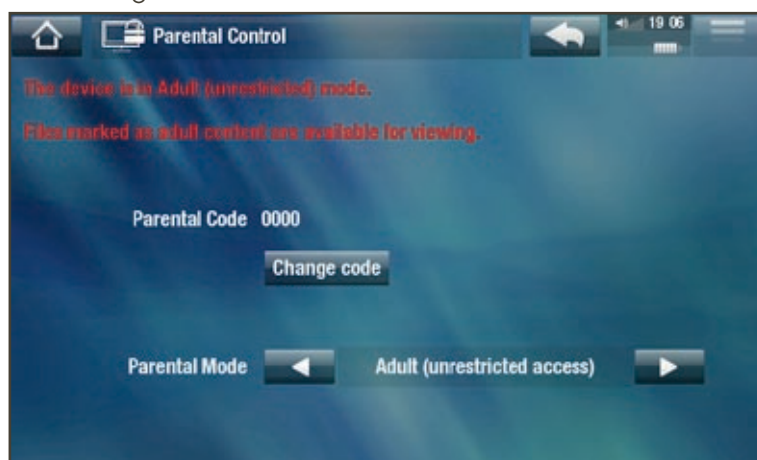 Parental Control
19 06
The device is in Adult (unrestricted) mode.
Files marked as adult content are available for viewing.
Parental Code 0000
Change code
Parental Mode Adult (unrestricted access)